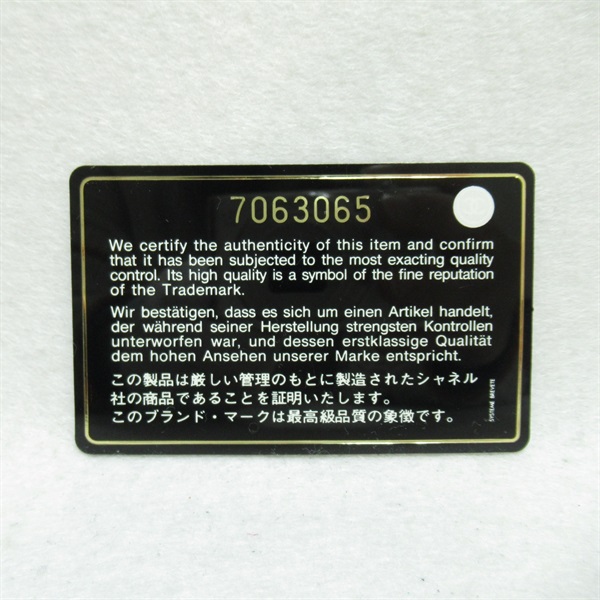 7063065
We certify the authenticity of this item and confirm
that it has been subjected to the most exacting quality
control. Its high quality is a symbol of the fine reputation
of the Trademark.
Wir bestätigen, dass es sich um einen Artikel handelt,
der während seiner Herstellung strengsten Kontrollen
unterworfen war, und dessen erstklassige Qualität
dem hohen Ansehen unserer Marke entspricht.
この製品は厳しい管理のもとに製造されたシャネル
社の商品であることを証明いたします。
このブランド・マークは最高級品質の象徴です。
SYSTEME BREVETE